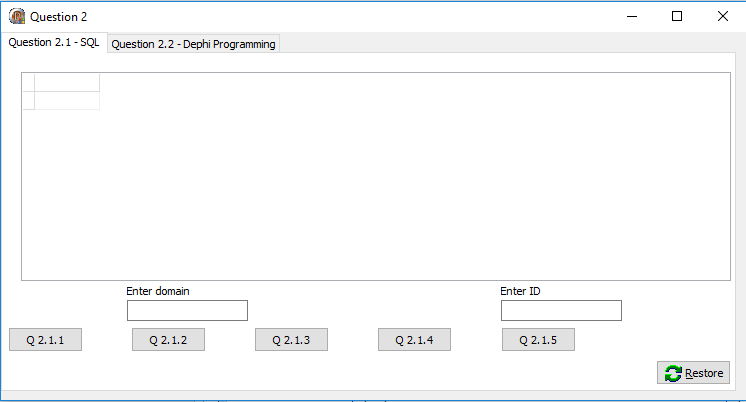 Question 2
Question 2.1 - SQL Question 2.2 - Dephi Programming
Enter domain Enter ID
Q 2.1.1 Q 2.1.2 Q 2.1.3 Q 2.1.4 Q 2.1.5
Restore